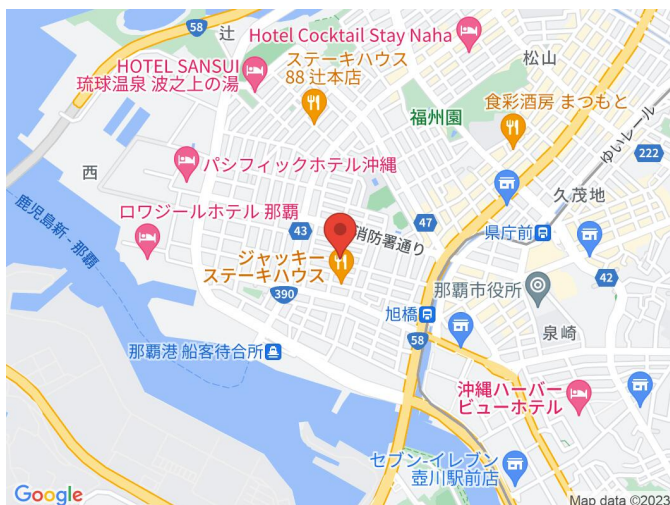 58
辻
Hotel Cocktail Stay Naha
松山
HOTEL SANSUI
琉球温泉 波之上の湯
ステーキハウス
88 辻本店
福州園
食彩酒房 まつもと
ゆいレール
222
西
パシフィックホテル沖縄
久茂地
鹿児島新-那覇
ロワジールホテル 那覇
43
消防署通り
47
県庁前
ジャッキー
ステーキハウス
42
390
那覇市役所
旭橋
泉崎
那覇港 船客待合所
58
沖縄ハーバー
ビューホテル
セブン-イレブン
壺川駅前店
Google
Map data ©2023